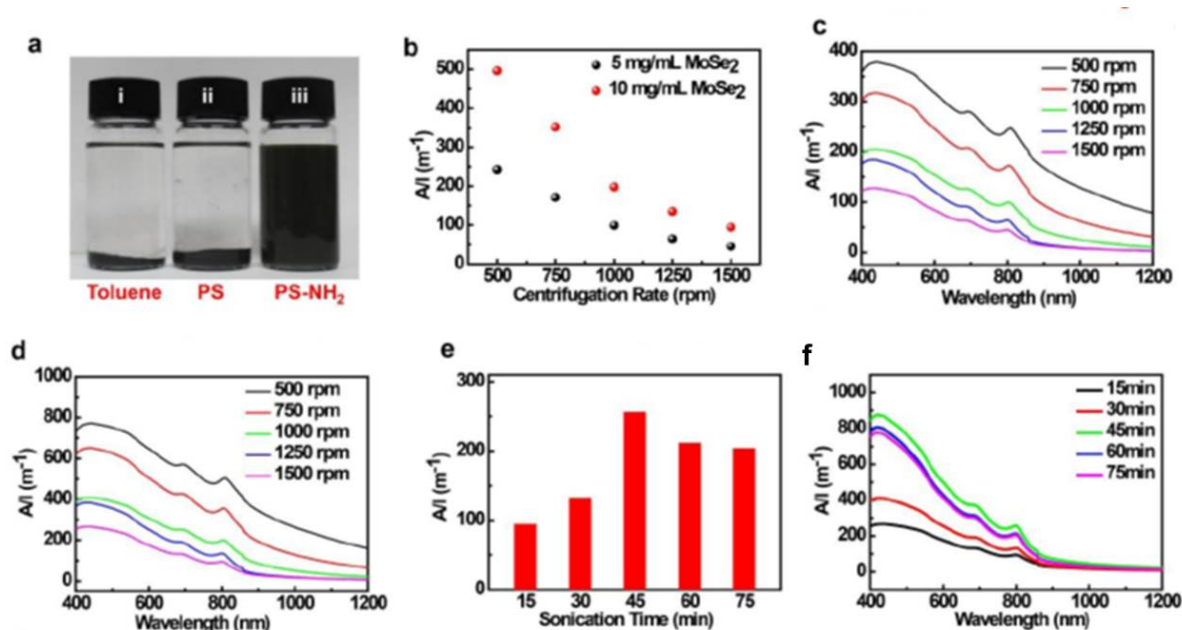 a
i ii iii
Toluene PS PS-NH2
b
5 mg/mL MoSe2
10 mg/mL MoSe2
500
400
300
200
100
0
A/l (m-1)
500 750 1000 1250 1500
Centrifugation Rate (rpm)
c
500 rpm
750 rpm
1000 rpm
1250 rpm
1500 rpm
400
300
200
100
0
A/l (m-1)
400 600 800 1000 1200
Wavelength (nm)
d
500 rpm
750 rpm
1000 rpm
1250 rpm
1500 rpm
1000
800
600
400
200
0
A/l (m-1)
400 600 800 1000 1200
Wavelength (nm)
e
300
200
100
0
A/l (m-1)
15 30 45 60 75
Sonication Time (min)
f
15min
30min
45min
60min
75min
1000
800
600
400
200
0
A/l (m-1)
400 600 800 1000 1200
Wavelength (nm)